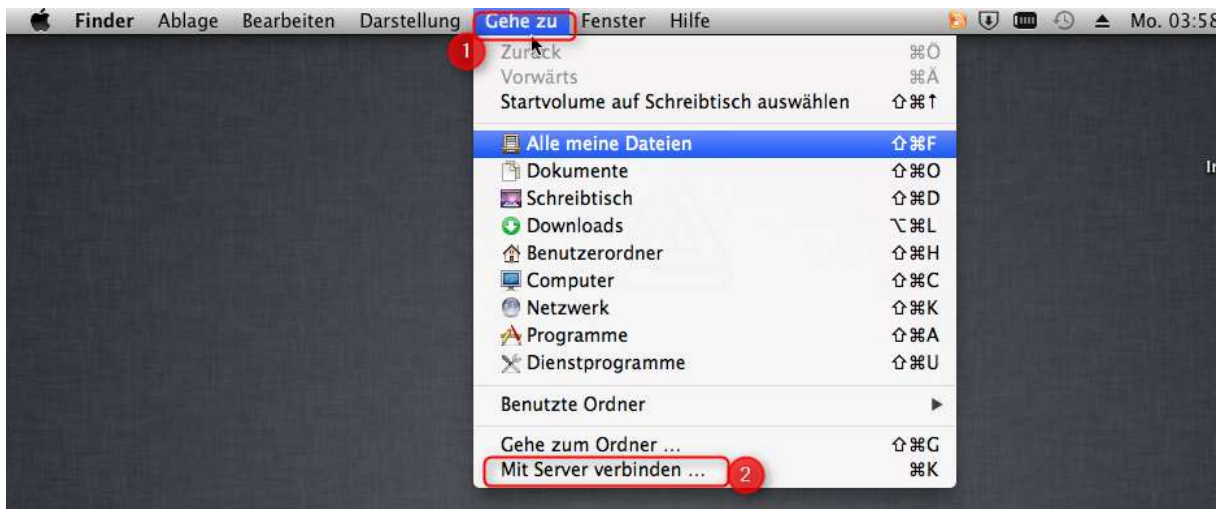 Finder Ablage Bearbeiten Darstellung Gehe zu Fenster Hilfe Mo. 03:58
1
Zurück ⌘Ö
Vorwärts ⌘Ä
Startvolume auf Schreibtisch auswählen ⇧⌘↑
Alle meine Dateien ⇧⌘F
Dokumente ⇧⌘O
Schreibtisch ⇧⌘D
Downloads ⌥⌘L
Benutzerordner ⇧⌘H
Computer ⇧⌘C
Netzwerk ⇧⌘K
Programme ⇧⌘A
Dienstprogramme ⇧⌘U
Benutzte Ordner ▶
Gehe zum Ordner ... ⇧⌘G
Mit Server verbinden ... ⌘K
2